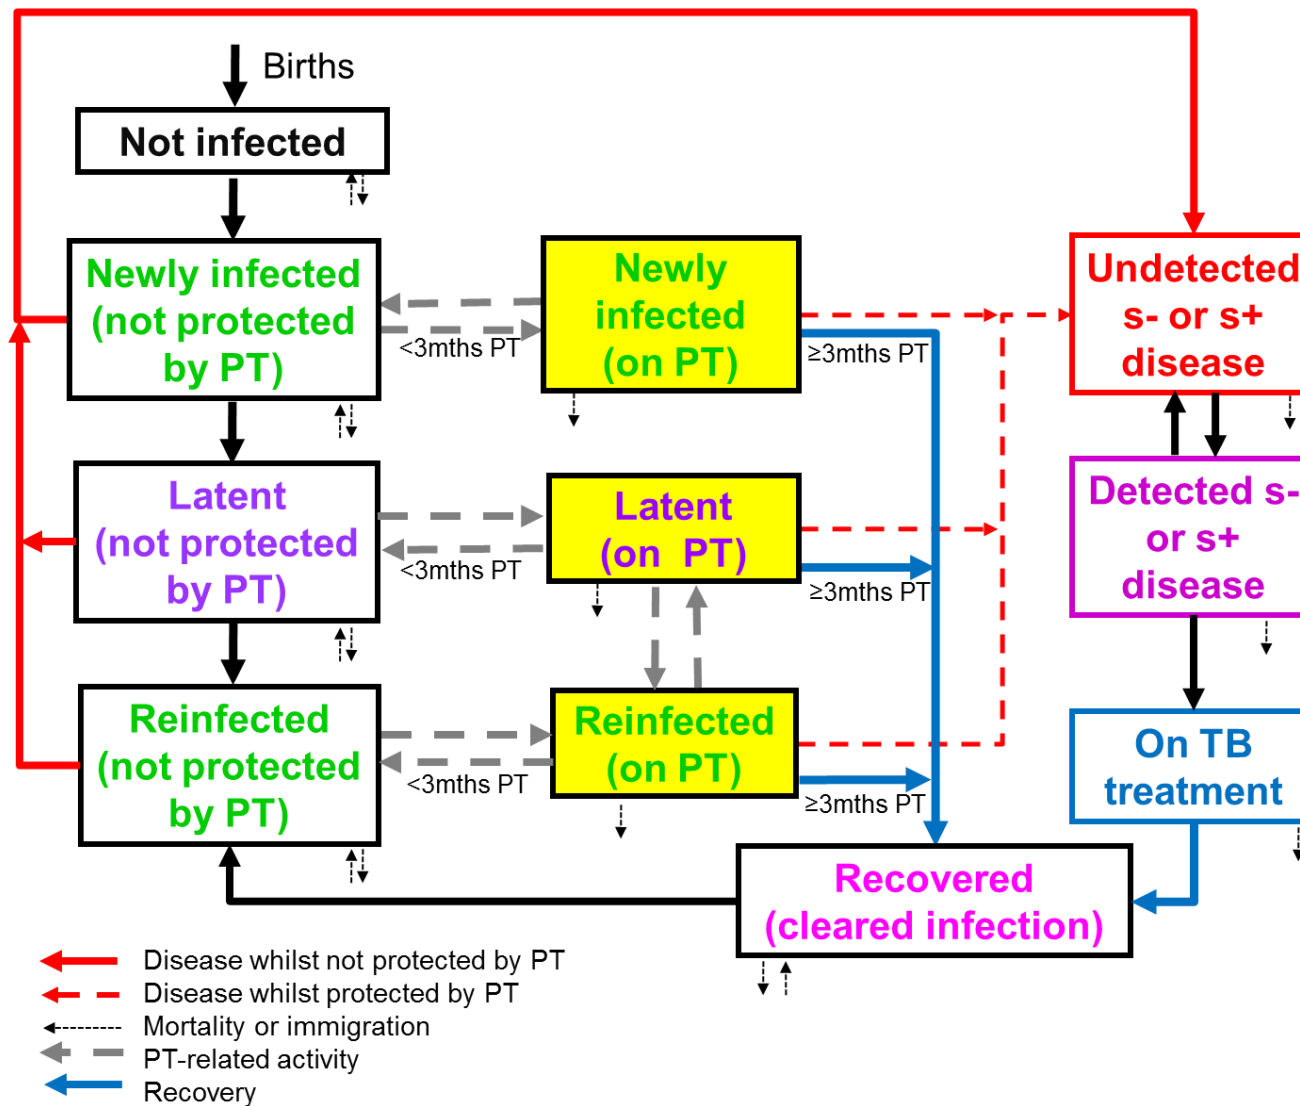 Births
Not infected
Newly infected
(not protected
by PT)
Newly
infected
(on PT)
Undetected
s- or s+
disease
<3mths PT
≥3mths PT
Latent
(not protected
by PT)
Latent
(on PT)
Detected s-
or s+
disease
<3mths PT
≥3mths PT
Reinfected
(not protected
by PT)
Reinfected
(on PT)
On TB
treatment
<3mths PT
≥3mths PT
Recovered
(cleared infection)
Disease whilst not protected by PT
Disease whilst protected by PT
Mortality or immigration
PT-related activity
Recovery